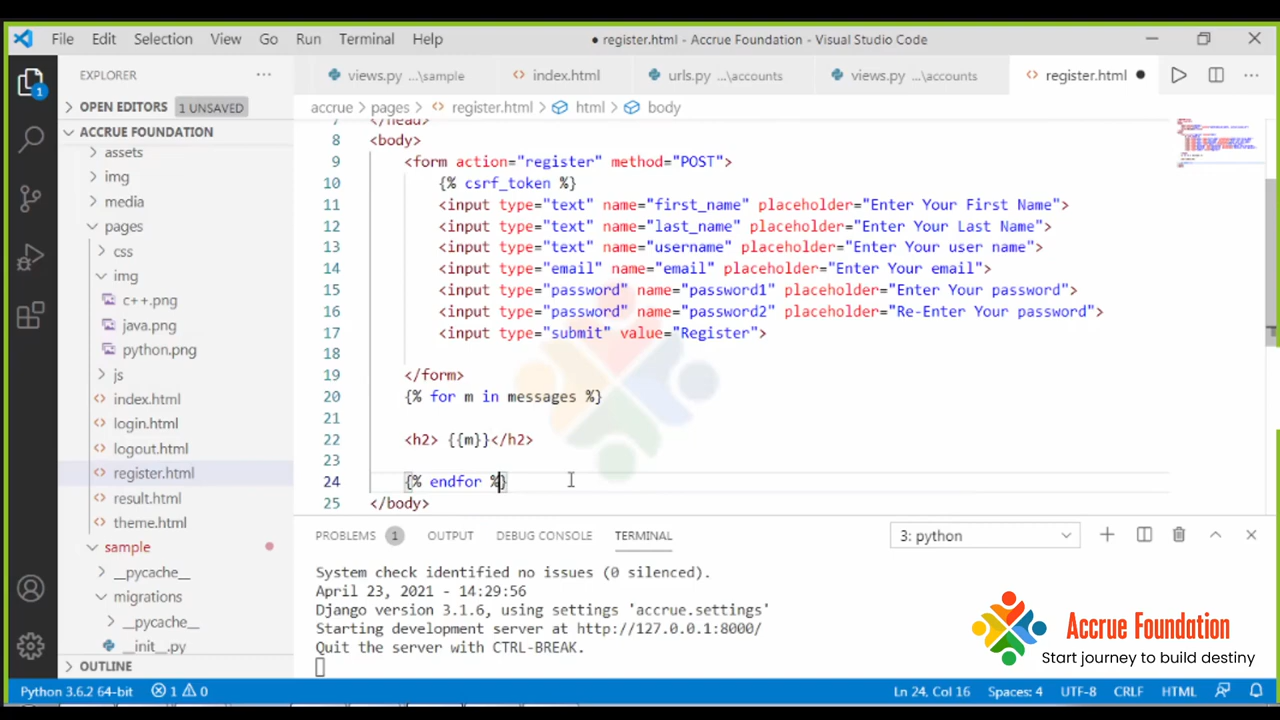 File Edit Selection View Go Run Terminal Help ● register.html - Accrue Foundation - Visual Studio Code
EXPLORER ···
views.py ...\sample index.html urls.py ...\accounts views.py ...\accounts register.html ●
OPEN EDITORS 1 UNSAVED
accrue > pages > register.html > html > body
ACCRUE FOUNDATION
assets
img
media
pages
css
img
c++.png
java.png
python.png
js
index.html
login.html
logout.html
register.html
result.html
theme.html
sample
__pycache__
migrations
__pycache__
__init__.py
OUTLINE
1
7 </head>
8 <body>
9 <form action="register" method="POST">
10 {% csrf_token %}
11 <input type="text" name="first_name" placeholder="Enter Your First Name">
12 <input type="text" name="last_name" placeholder="Enter Your Last Name">
13 <input type="text" name="username" placeholder="Enter Your user name">
14 <input type="email" name="email" placeholder="Enter Your email">
15 <input type="password" name="password1" placeholder="Enter Your password">
16 <input type="password" name="password2" placeholder="Re-Enter Your password">
17 <input type="submit" value="Register">
18
19 </form>
20 {% for m in messages %}
21
22 <h2> {{m}}</h2>
23
24 {% endfor %}
25 </body>
PROBLEMS 1 OUTPUT DEBUG CONSOLE TERMINAL 3: python
System check identified no issues (0 silenced).
April 23, 2021 - 14:29:56
Django version 3.1.6, using settings 'accrue.settings'
Starting development server at http://127.0.0.1:8000/
Quit the server with CTRL-BREAK.
Accrue Foundation
Start journey to build destiny
Python 3.6.2 64-bit 1 0 Ln 24, Col 16 Spaces: 4 UTF-8 CRLF HTML